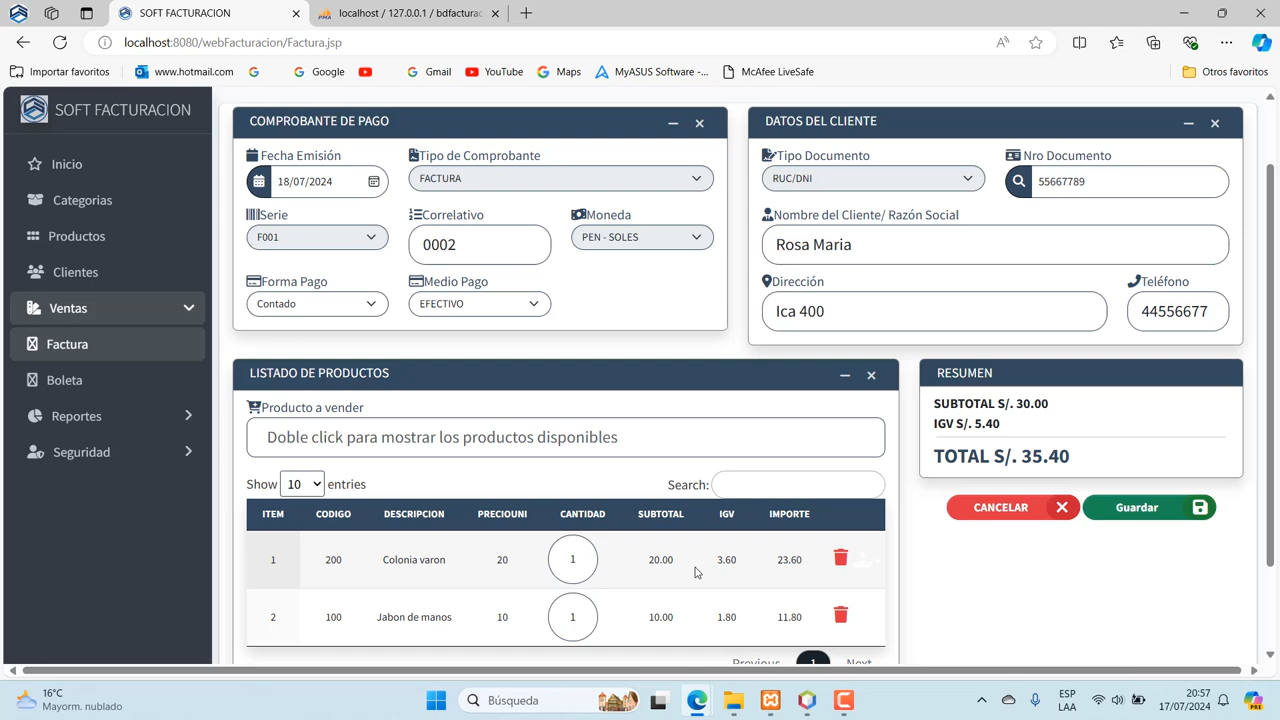 SOFT FACTURACION
localhost / 127.0.0.1 / bdfactura
localhost:8080/webFacturacion/Factura.jsp
Importar favoritos
www.hotmail.com
Google
Gmail
YouTube
Maps
MyASUS Software -...
McAfee LiveSafe
Otros favoritos
SOFT FACTURACION
Inicio
Categorias
Productos
Clientes
Ventas
Factura
Boleta
Reportes
Seguridad
COMPROBANTE DE PAGO
Fecha Emisión
Tipo de Comprobante
18/07/2024
FACTURA
Serie
Correlativo
Moneda
F001
0002
PEN - SOLES
Forma Pago
Medio Pago
Contado
EFECTIVO
DATOS DEL CLIENTE
Tipo Documento
Nro Documento
RUC/DNI
55667789
Nombre del Cliente/ Razón Social
Rosa Maria
Dirección
Teléfono
Ica 400
44556677
LISTADO DE PRODUCTOS
Producto a vender
Doble click para mostrar los productos disponibles
Show 10 entries
Search:
ITEM CODIGO DESCRIPCION PRECIOUNI CANTIDAD SUBTOTAL IGV IMPORTE
1 200 Colonia varon 20 1 20.00 3.60 23.60
2 100 Jabon de manos 10 1 10.00 1.80 11.80
Previous 1 Next
RESUMEN
SUBTOTAL S/. 30.00
IGV S/. 5.40
TOTAL S/. 35.40
CANCELAR
Guardar
16°C
Mayorm. nublado
Búsqueda
ESP
LAA
20:57
17/07/2024